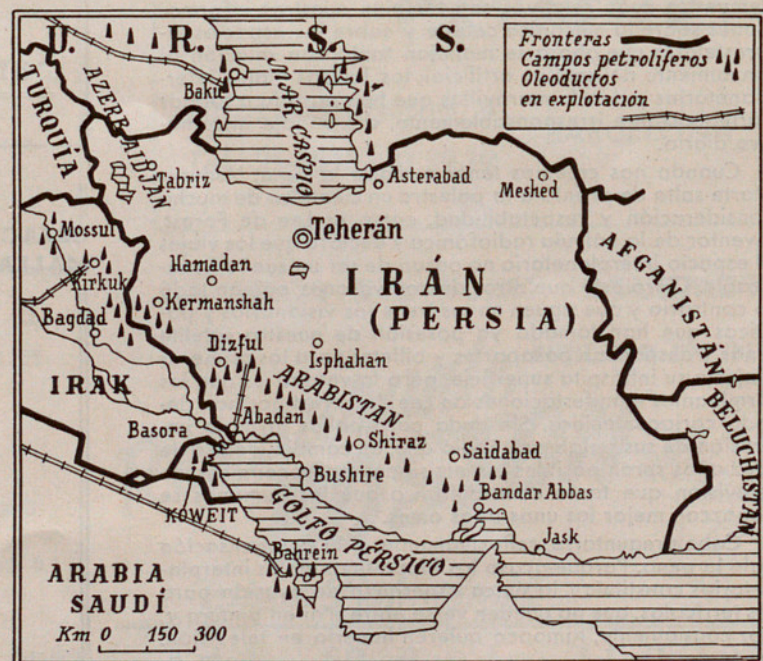 U. R. S. S.
Fronteras
Campos petrolíferos
Oleoductos
en explotación
TURQUÍA
AZERBAIDJÁN
Baku
MAR CASPIO
Tabriz
Asterabad
Meshed
Mossul
Teherán
Hamadan
Kirkuk
IRÁN
(PERSIA)
AFGANISTÁN
Kermanshah
Bagdad
Isphahan
Dizful
ARABISTÁN
IRAK
Abadan
Basora
Shiraz
Saidabad
BELUCHISTÁN
Bushire
Bandar Abbas
KOWEIT
GOLFO PÉRSICO
Jask
Bahrein
ARABIA
SAUDÍ
Km 0 150 300